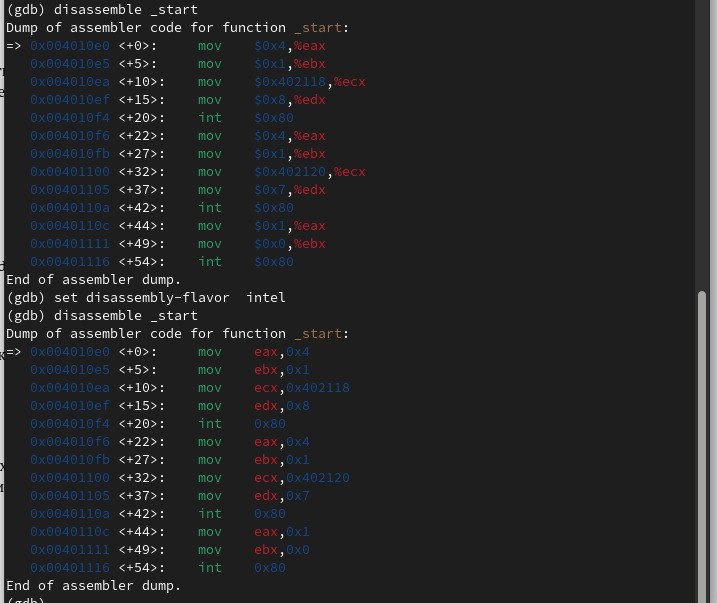 (gdb) disassemble _start
Dump of assembler code for function _start:
=> 0x004010e0 <+0>:     mov    $0x4,%eax
   0x004010e5 <+5>:     mov    $0x1,%ebx
   0x004010ea <+10>:    mov    $0x402118,%ecx
   0x004010ef <+15>:    mov    $0x8,%edx
   0x004010f4 <+20>:    int    $0x80
   0x004010f6 <+22>:    mov    $0x4,%eax
   0x004010fb <+27>:    mov    $0x1,%ebx
   0x00401100 <+32>:    mov    $0x402120,%ecx
   0x00401105 <+37>:    mov    $0x7,%edx
   0x0040110a <+42>:    int    $0x80
   0x0040110c <+44>:    mov    $0x1,%eax
   0x00401111 <+49>:    mov    $0x0,%ebx
   0x00401116 <+54>:    int    $0x80
End of assembler dump.
(gdb) set disassembly-flavor  intel
(gdb) disassemble _start
Dump of assembler code for function _start:
=> 0x004010e0 <+0>:     mov    eax,0x4
   0x004010e5 <+5>:     mov    ebx,0x1
   0x004010ea <+10>:    mov    ecx,0x402118
   0x004010ef <+15>:    mov    edx,0x8
   0x004010f4 <+20>:    int    0x80
   0x004010f6 <+22>:    mov    eax,0x4
   0x004010fb <+27>:    mov    ebx,0x1
   0x00401100 <+32>:    mov    ecx,0x402120
   0x00401105 <+37>:    mov    edx,0x7
   0x0040110a <+42>:    int    0x80
   0x0040110c <+44>:    mov    eax,0x1
   0x00401111 <+49>:    mov    ebx,0x0
   0x00401116 <+54>:    int    0x80
End of assembler dump.
(gdb)